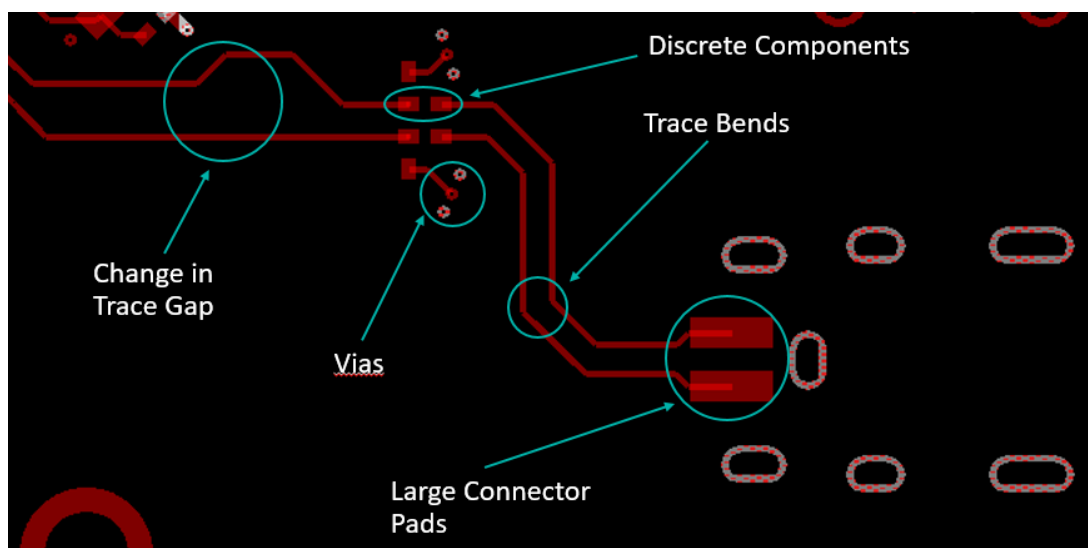 Discrete Components
Trace Bends
Change in
Trace Gap
Vias
Large Connector
Pads